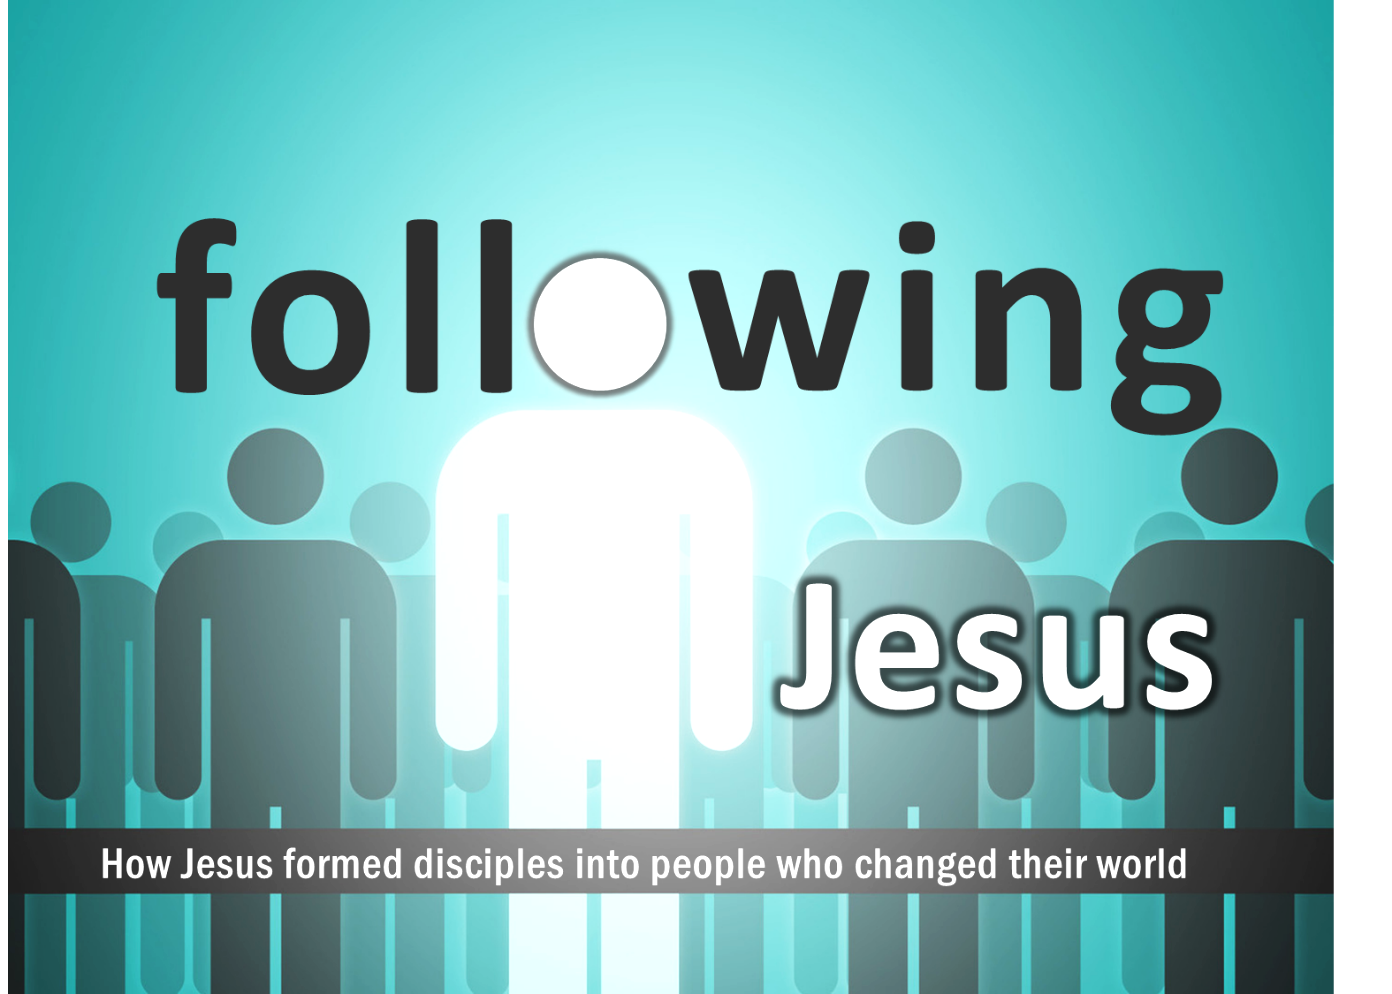 following
Jesus
How Jesus formed disciples into people who changed their world